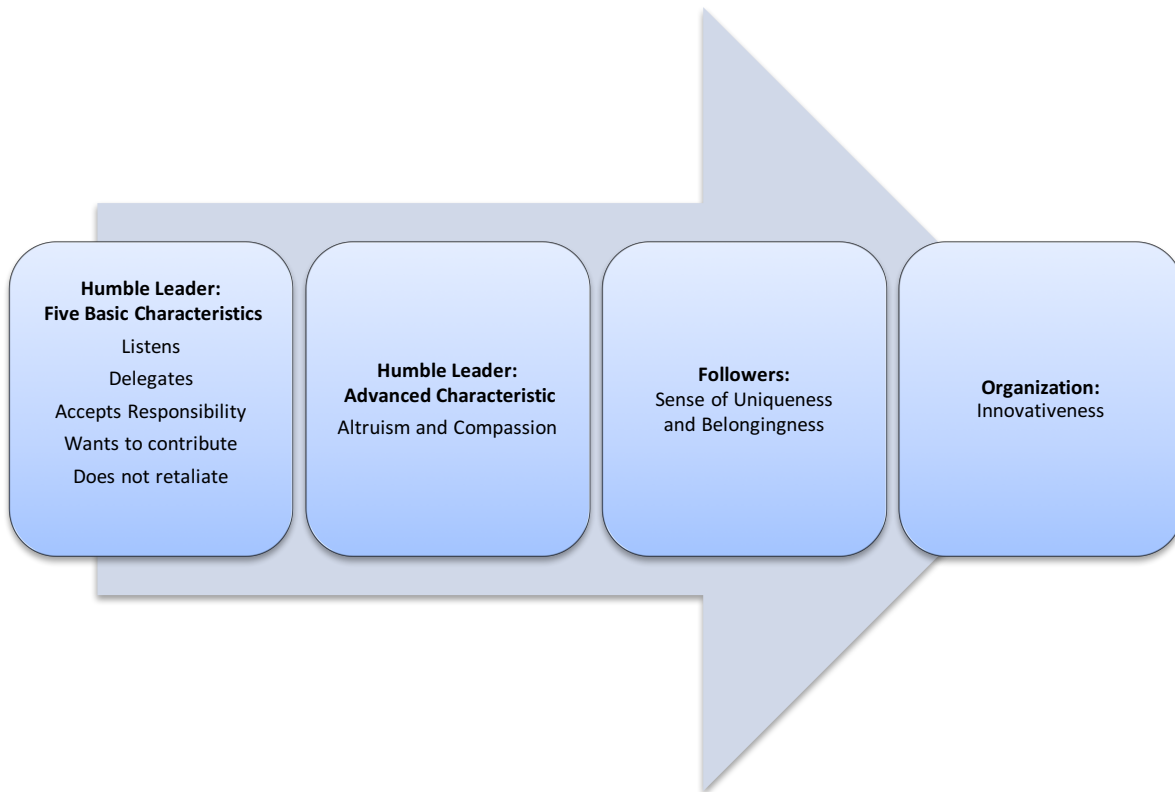 Humble Leader:
Five Basic Characteristics
Listens
Delegates
Accepts Responsibility
Wants to contribute
Does not retaliate
Humble Leader:
Advanced Characteristic
Altruism and Compassion
Followers:
Sense of Uniqueness
and Belongingness
Organization:
Innovativeness